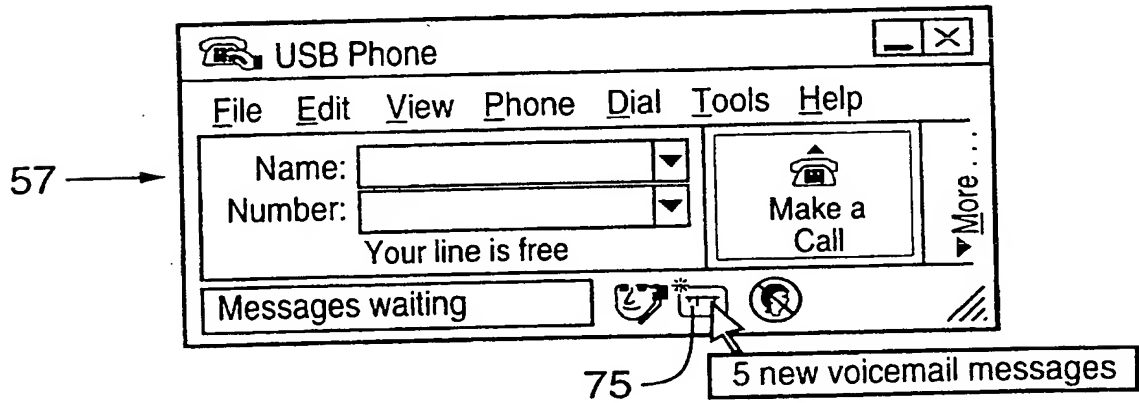 USB Phone
File Edit View Phone Dial Tools Help
57
Name:
Number:
Your line is free
Make a
Call
More....
Messages waiting
75
5 new voicemail messages